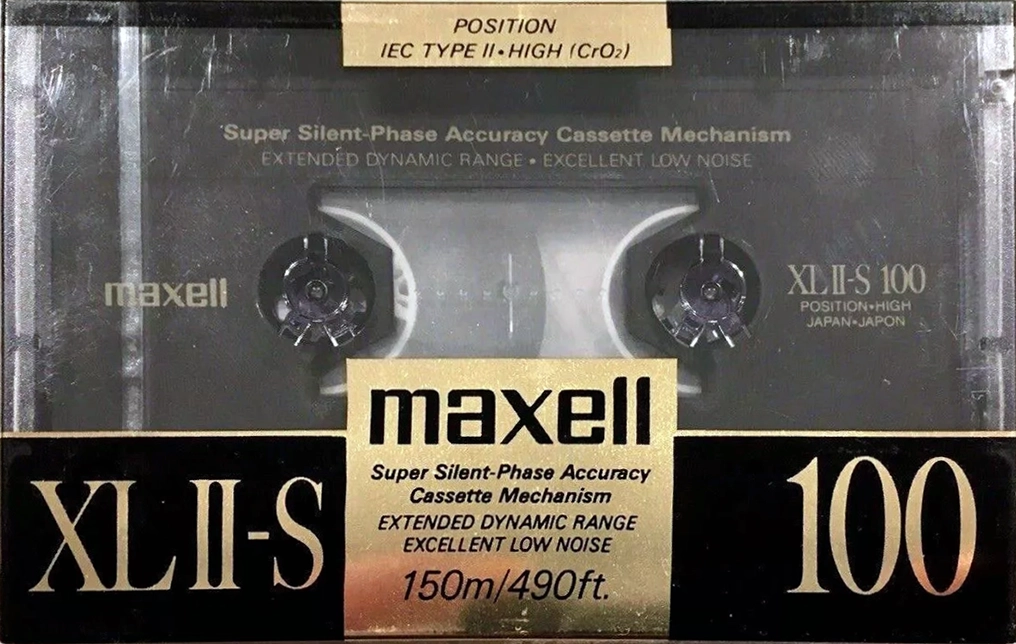 POSITION
IEC TYPE II•HIGH (CrO₂)
Super Silent-Phase Accuracy Cassette Mechanism
EXTENDED DYNAMIC RANGE • EXCELLENT LOW NOISE
maxell
XL II-S 100
POSITION•HIGH
JAPAN•JAPON
maxell
Super Silent-Phase Accuracy
Cassette Mechanism
EXTENDED DYNAMIC RANGE
EXCELLENT LOW NOISE
150m/490ft.
XL II-S
100